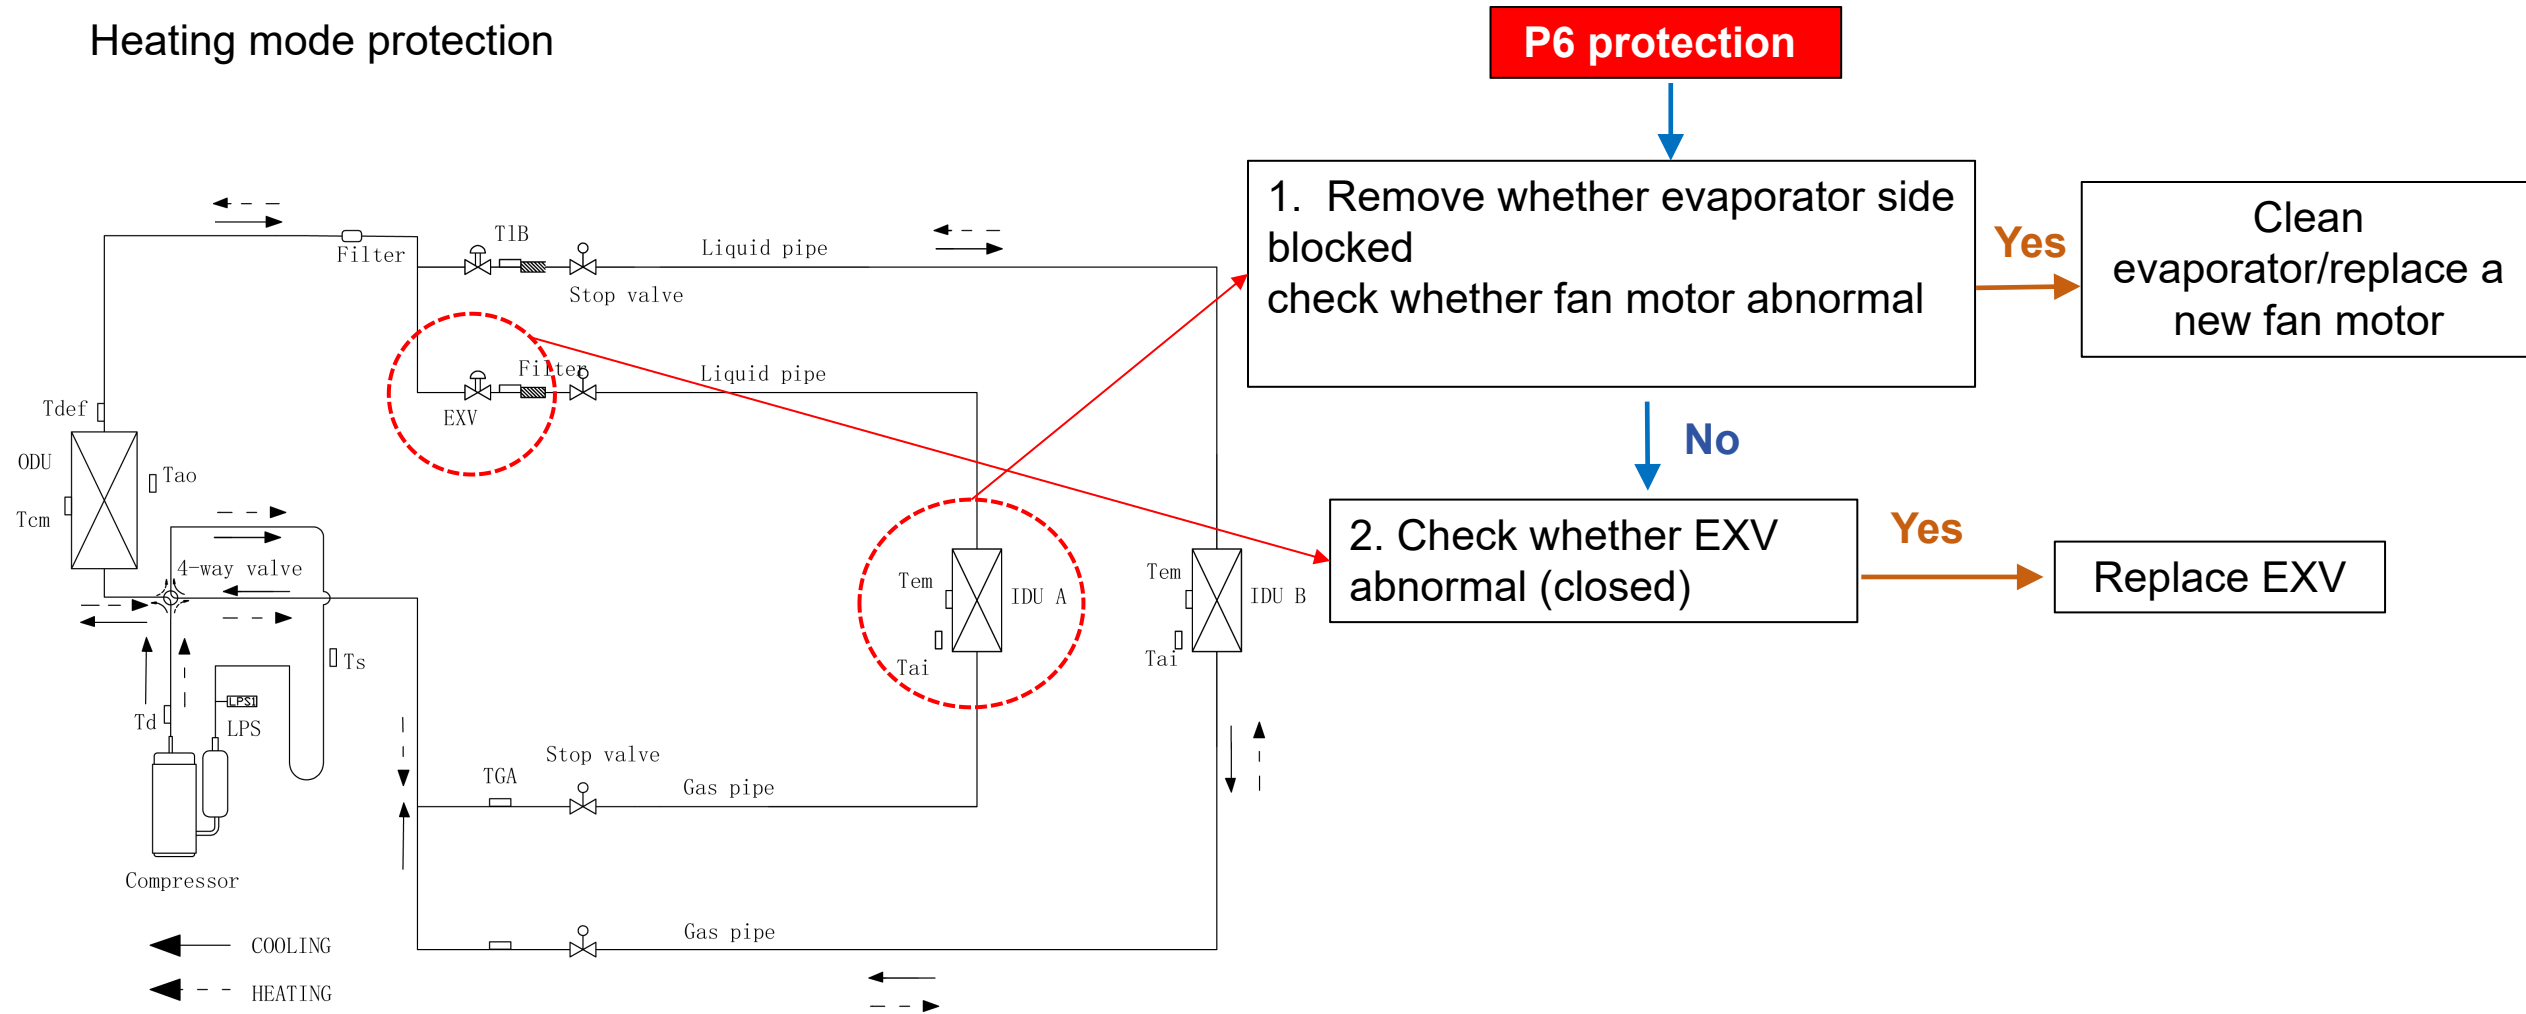 Heating mode protection
P6 protection
1. Remove whether evaporator side
blocked
check whether fan motor abnormal
Yes
Clean
evaporator/replace a
new fan motor
No
2. Check whether EXV
abnormal (closed)
Yes
Replace EXV
T1B
Filter
Liquid pipe
Stop valve
Filter
Liquid pipe
EXV
Tdef
ODU
Tao
Tcm
4-way valve
Tem
IDU A
Tai
Tem
IDU B
Tai
Ts
Td
LPS1
LPS
Compressor
TGA
Stop valve
Gas pipe
Gas pipe
COOLING
HEATING